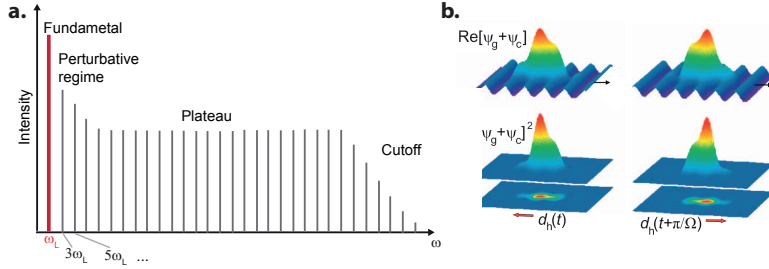 a.
Fundametal
Perturbative
regime
Plateau
Cutoff
Intensity
ω_L
3ω_L
5ω_L ...
ω
b.
Re[ψ_g+ψ_c]
ψ_g+ψ_c]²
d_h(t)
d_h(t+π/Ω)